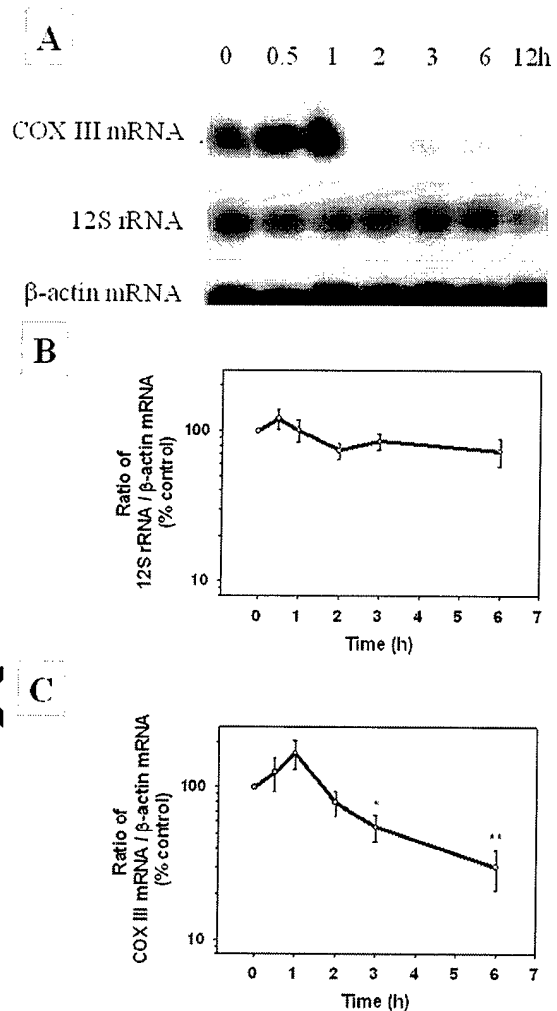 A
0 0.5 1 2 3 6 12h
COX III mRNA
12S rRNA
β-actin mRNA
B
Ratio of
12S rRNA / β-actin mRNA
(% control)
100
10
0 1 2 3 4 5 6 7
Time (h)
C
Ratio of
COX III mRNA / β-actin mRNA
(% control)
100
10
*
**
0 1 2 3 4 5 6 7
Time (h)